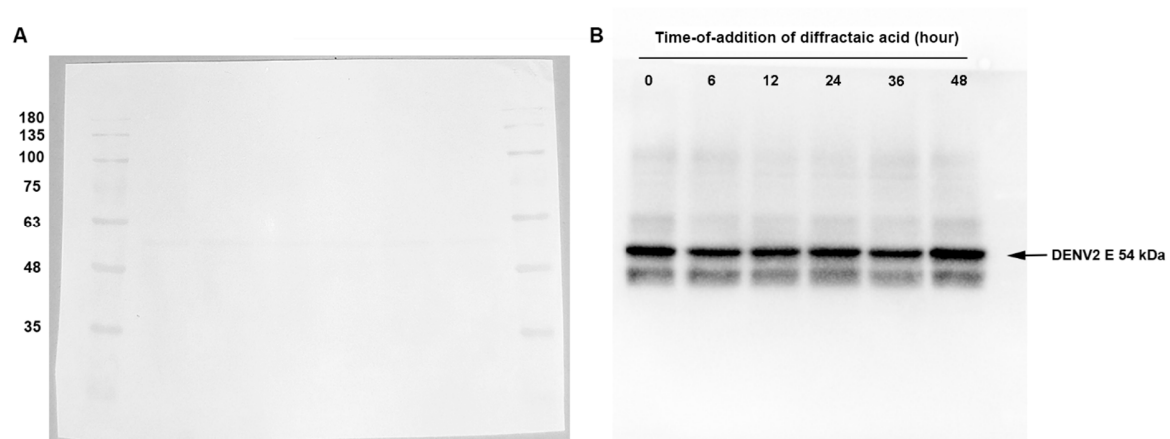 A
180
135
100
75
63
48
35
B
Time-of-addition of diffractaic acid (hour)
0 6 12 24 36 48
DENV2 E 54 kDa